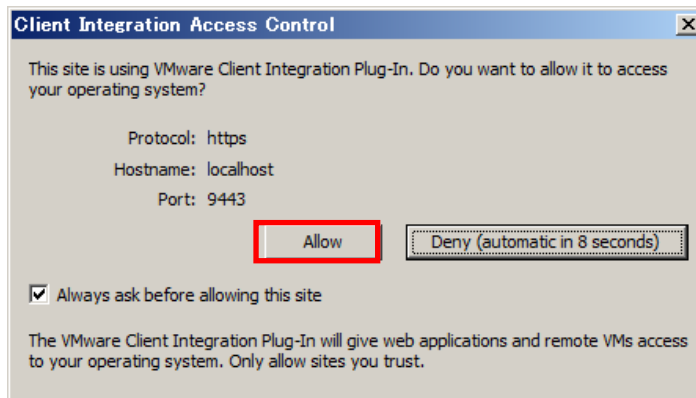 Client Integration Access Control
This site is using VMware Client Integration Plug-In. Do you want to allow it to access
your operating system?
Protocol: https
Hostname: localhost
Port: 9443
Allow Deny (automatic in 8 seconds)
Always ask before allowing this site
The VMware Client Integration Plug-In will give web applications and remote VMs access
to your operating system. Only allow sites you trust.